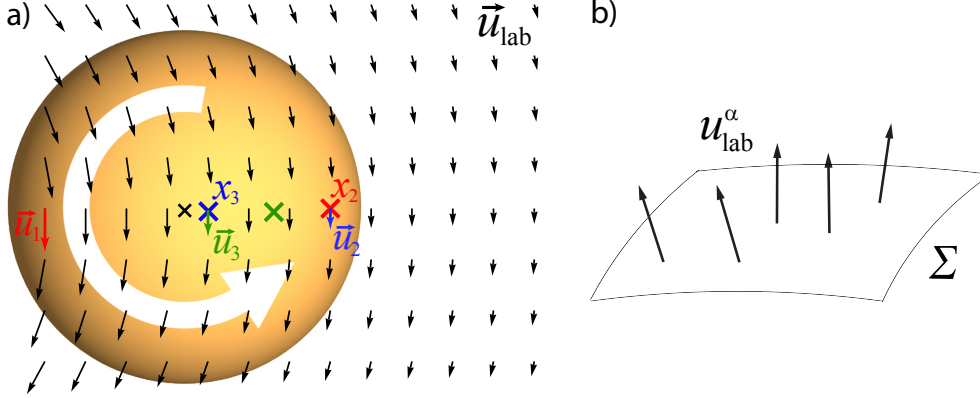 a)
u⃗lab
b)
uαlab
x3
x2
u⃗1
u⃗3
u⃗2
Σ